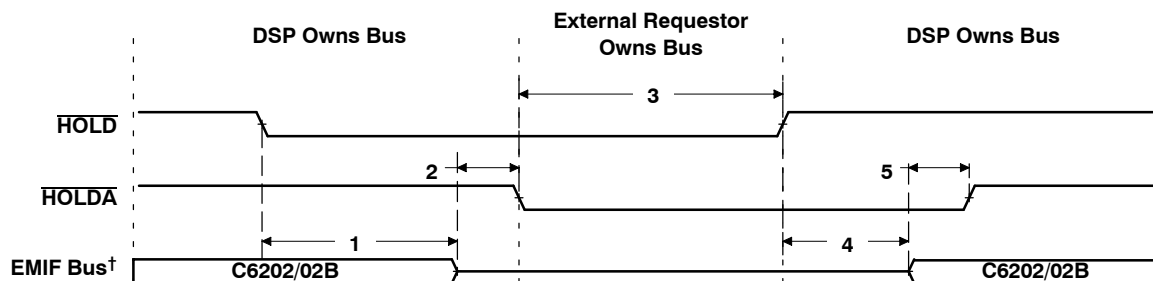 DSP Owns Bus
External Requestor
Owns Bus
DSP Owns Bus
3
HOLD
2
5
HOLDA
1
4
EMIF Bus†
C6202/02B
C6202/02B